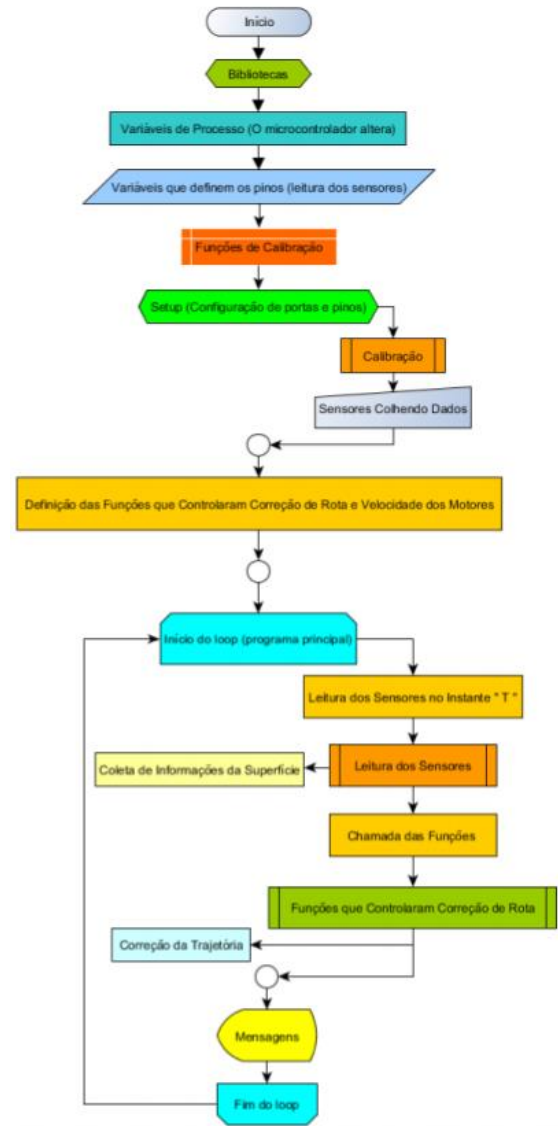 Início
Bibliotecas
Variáveis de Processo (O microcontrolador altera)
Variáveis que definem os pinos (leitura dos sensores)
Funções de Calibração
Setup (Configuração de portas e pinos)
Calibração
Sensores Colhendo Dados
Definição das Funções que Controlaram Correção de Rota e Velocidade dos Motores
Início do loop (programa principal)
Leitura dos Sensores no Instante " T "
Leitura dos Sensores
Coleta de Informações da Superfície
Chamada das Funções
Funções que Controlaram Correção de Rota
Correção da Trajetória
Mensagens
Fim do loop